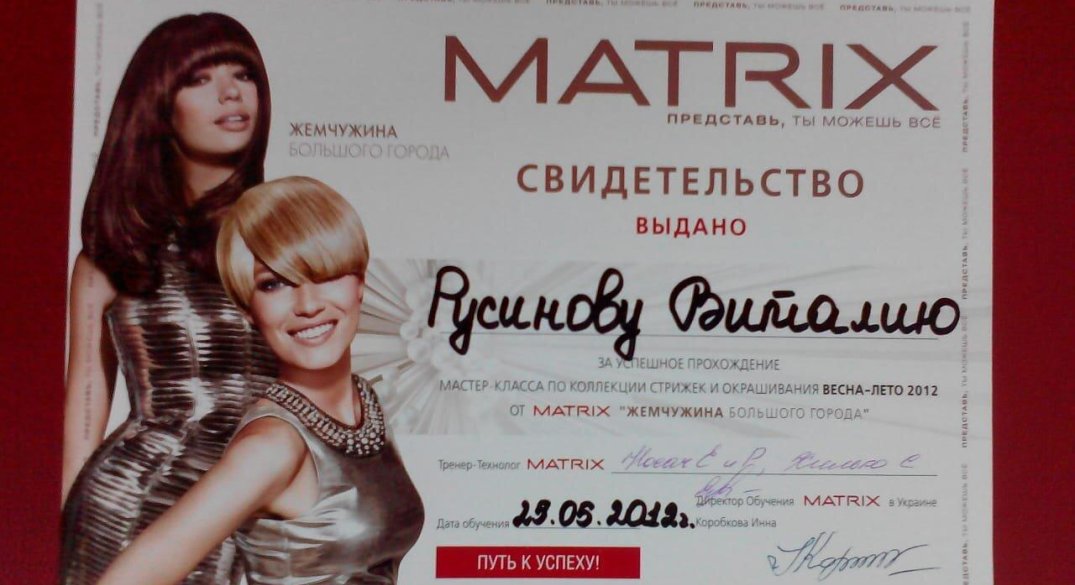 MATRIX
ПРЕДСТАВЬ, ТЫ МОЖЕШЬ ВСЁ
ЖЕМЧУЖИНА
БОЛЬШОГО ГОРОДА
СВИДЕТЕЛЬСТВО
ВЫДАНО
Русинову Виталию
ЗА УСПЕШНОЕ ПРОХОЖДЕНИЕ
МАСТЕР-КЛАССА ПО КОЛЛЕКЦИИ СТРИЖЕК И ОКРАШИВАНИЯ ВЕСНА-ЛЕТО 2012
ОТ MATRIX "ЖЕМЧУЖИНА БОЛЬШОГО ГОРОДА"
Тренер-Технолог MATRIX
Директор Обучения MATRIX в Украине
Дата обучения 29.05.2012г. Коробкова Инна
ПУТЬ К УСПЕХУ!